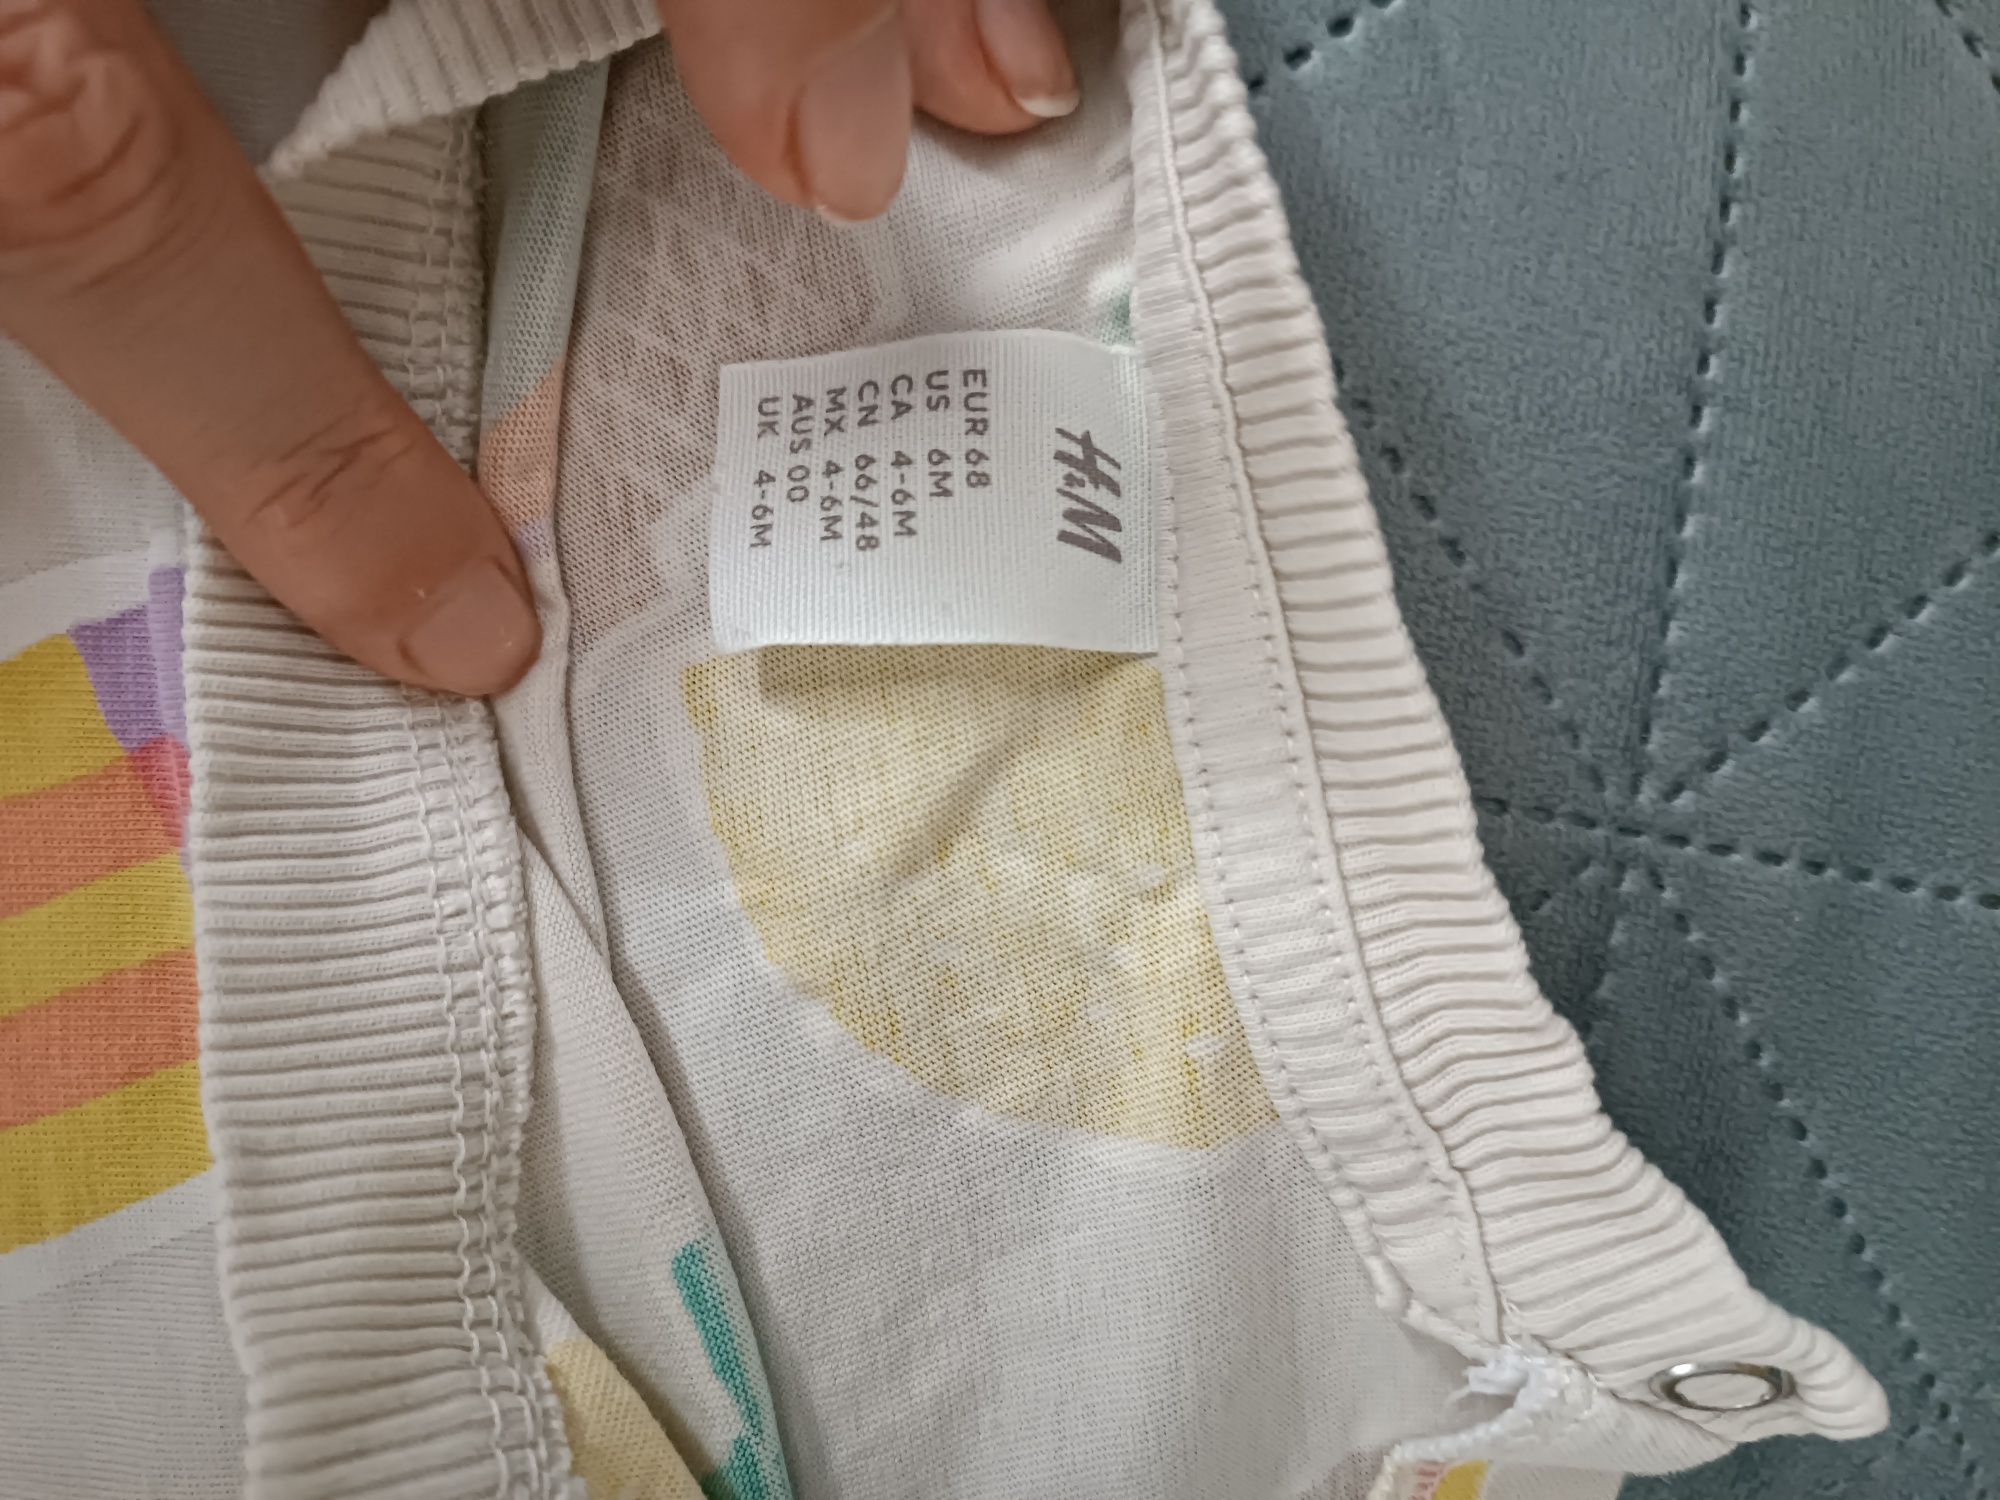 H&M
EUR 68
US 6M
CA 4-6M
CN 66/48
MX 4-6M
AUS 00
UK 4-6M